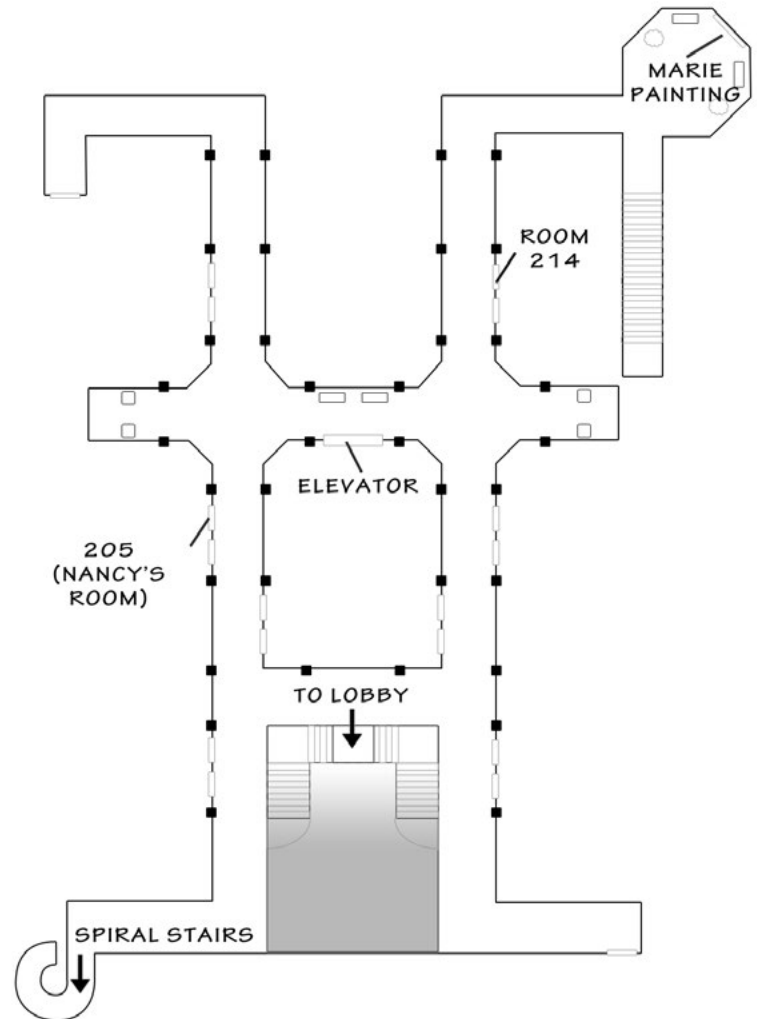 MARIE
PAINTING
ROOM
214
ELEVATOR
205
(NANCY'S
ROOM)
TO LOBBY
SPIRAL STAIRS